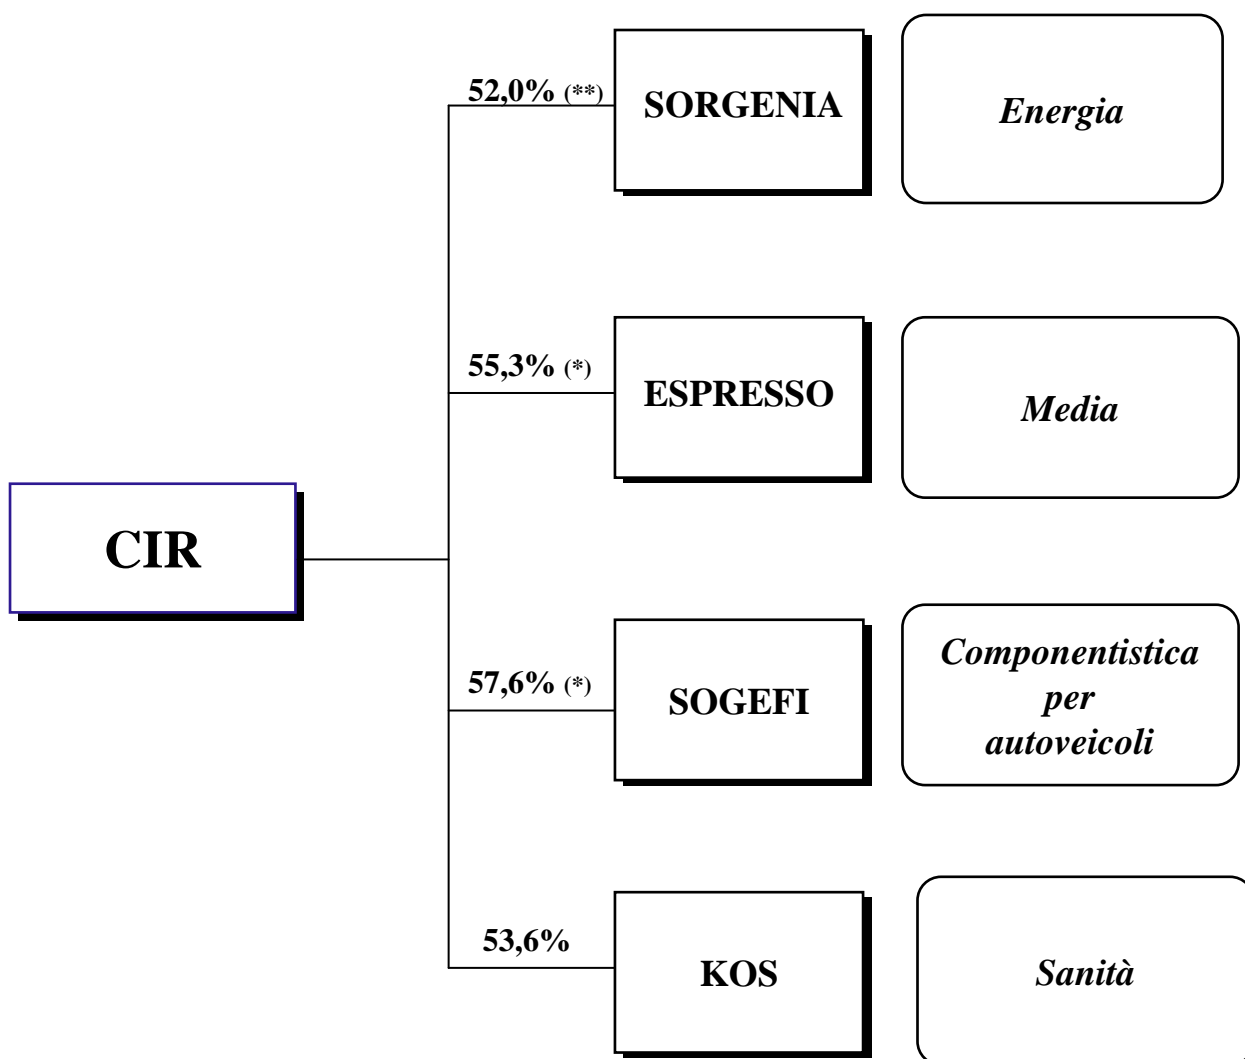 52,0% (**)
SORGENIA
Energia
55,3% (*)
ESPRESSO
Media
CIR
57,6% (*)
SOGEFI
Componentistica
per
autoveicoli
53,6%
KOS
Sanità